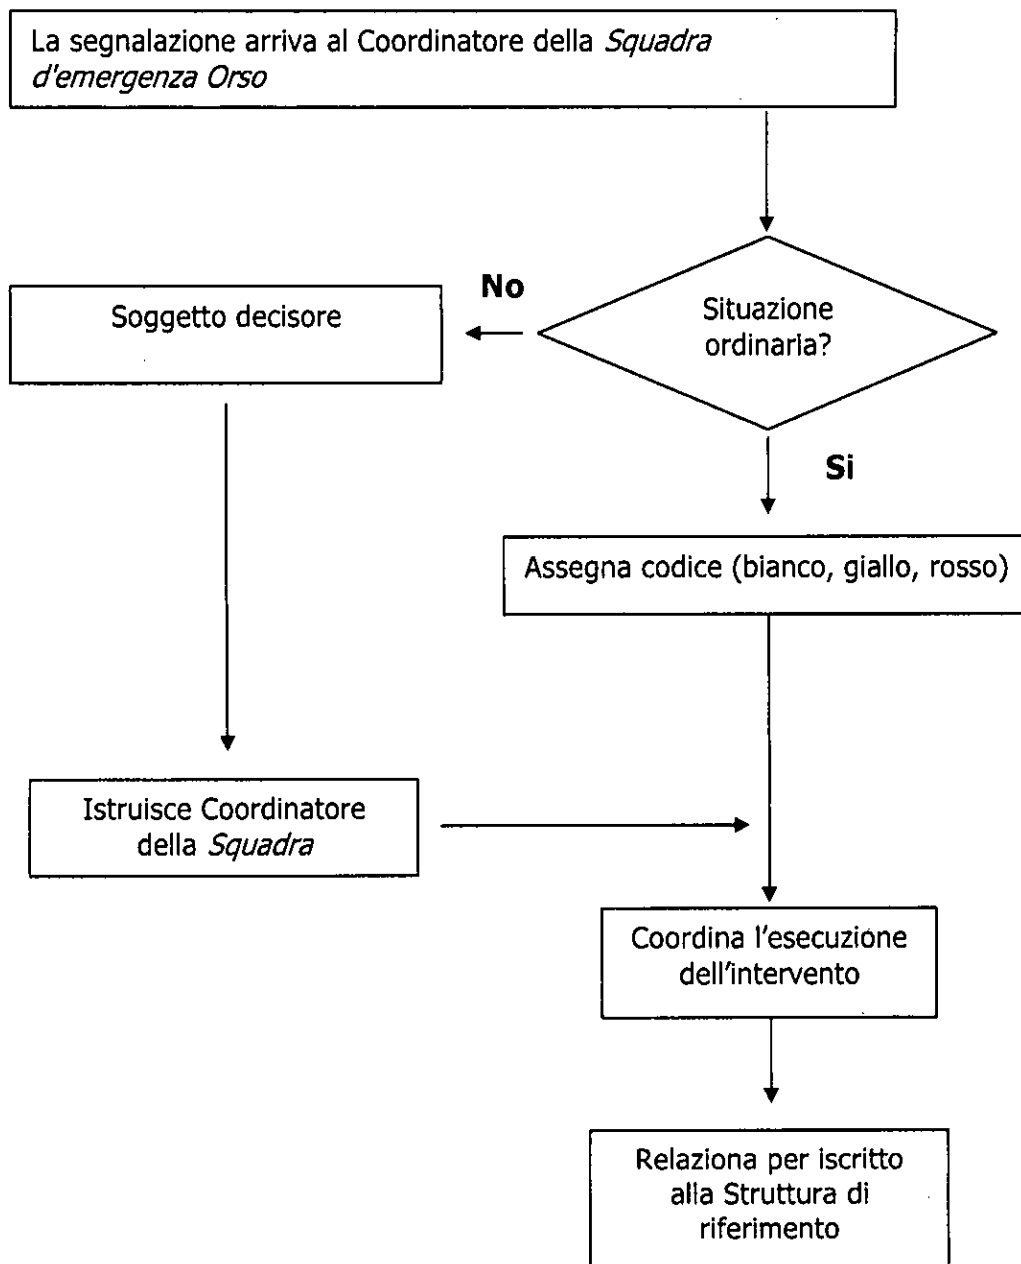 La segnalazione arriva al Coordinatore della Squadra
d'emergenza Orso
No
Soggetto decisore
Situazione
ordinaria?
Si
Assegna codice (bianco, giallo, rosso)
Istruisce Coordinatore
della Squadra
Coordina l'esecuzione
dell'intervento
Relaziona per iscritto
alla Struttura di
riferimento